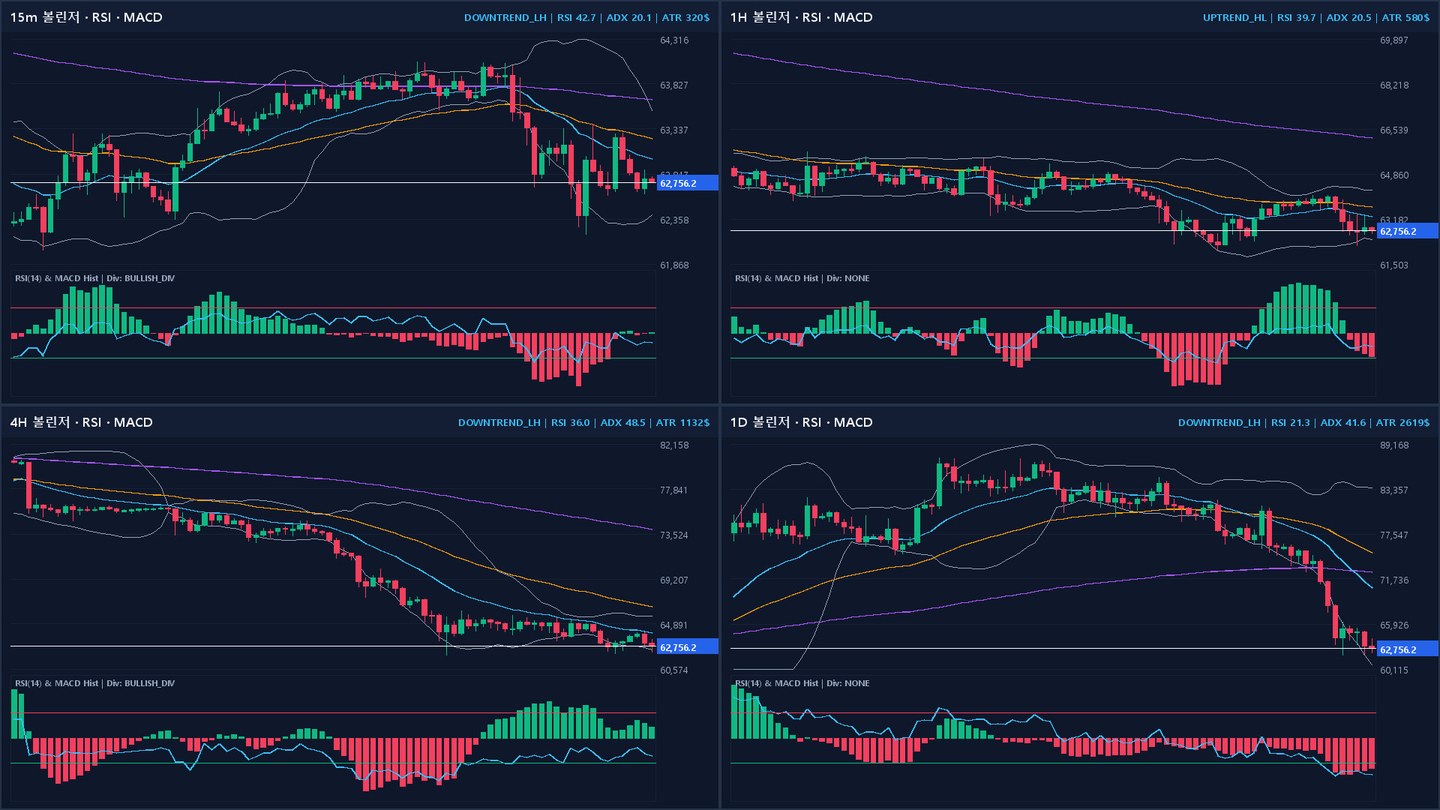 15m 볼린저 · RSI · MACD
DOWNTREND_LH | RSI 42.7 | ADX 20.1 | ATR 320$
64,316
63,827
63,337
62,756.2
62,358
61,868
RSI(14) & MACD Hist | Div: BULLISH_DIV
1H 볼린저 · RSI · MACD
UPTREND_HL | RSI 39.7 | ADX 20.5 | ATR 580$
69,897
68,218
66,539
64,860
63,182
62,756.2
61,503
RSI(14) & MACD Hist | Div: NONE
4H 볼린저 · RSI · MACD
DOWNTREND_LH | RSI 36.0 | ADX 48.5 | ATR 1132$
82,158
77,841
73,524
69,207
64,891
62,756.2
60,574
RSI(14) & MACD Hist | Div: BULLISH_DIV
1D 볼린저 · RSI · MACD
DOWNTREND_LH | RSI 21.3 | ADX 41.6 | ATR 2619$
89,168
83,357
77,547
71,736
65,926
62,756.2
60,115
RSI(14) & MACD Hist | Div: NONE